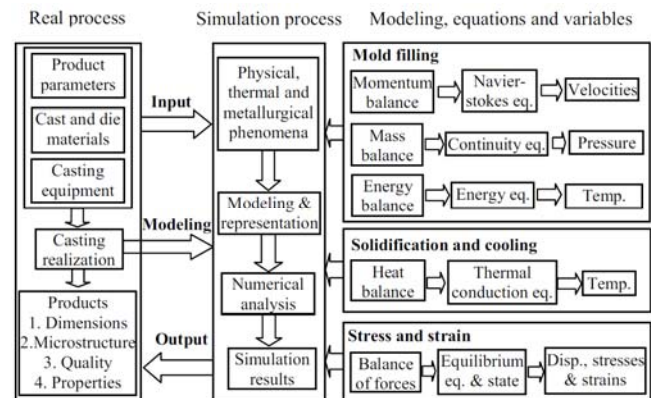 Real process
Simulation process
Modeling, equations and variables
Product
parameters
Cast and die
materials
Casting
equipment
Casting
realization
Products
1. Dimensions
2.Microstructure
3. Quality
4. Properties
Input
Modeling
Output
Physical,
thermal and
metallurgical
phenomena
Modeling &
representation
Numerical
analysis
Simulation
results
Mold filling
Momentum
balance
Navier-
stokes eq.
Velocities
Mass
balance
Continuity eq.
Pressure
Energy
balance
Energy eq.
Temp.
Solidification and cooling
Heat
balance
Thermal
conduction eq.
Temp.
Stress and strain
Balance
of forces
Equilibrium
eq. & state
Disp., stresses
& strains